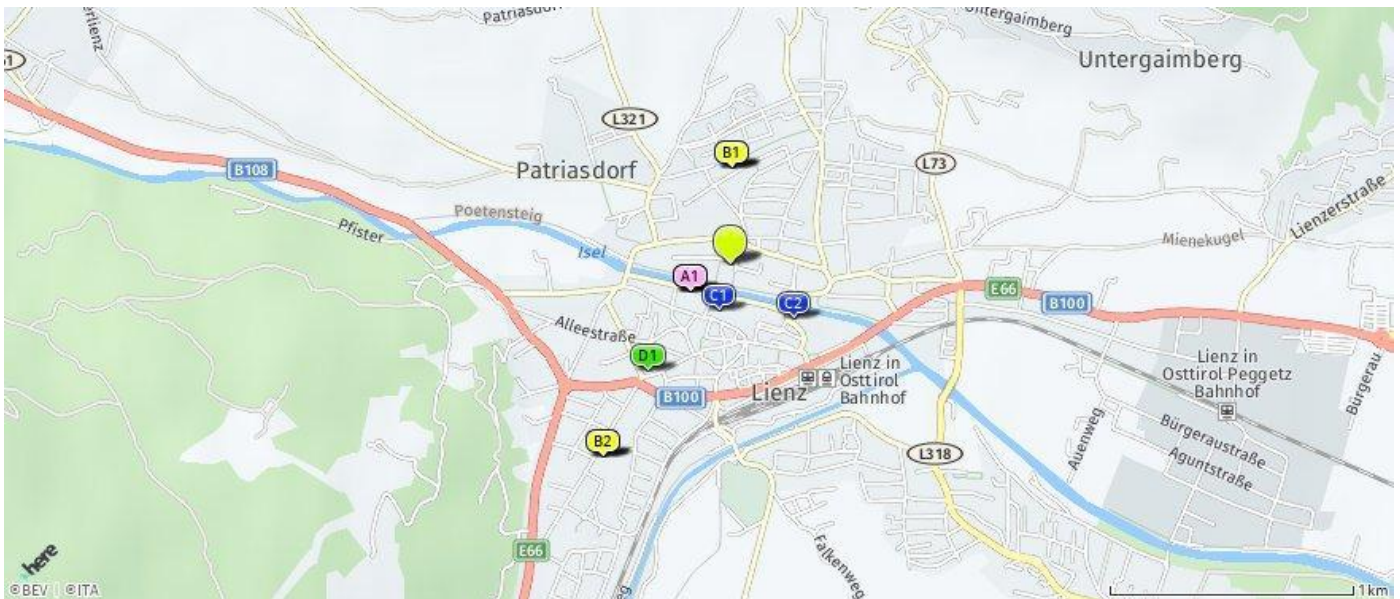 Patriasdorf
Untergaimberg
Untergaimberg
L321
B1
L73
B108
Patriasdorf
Lienzerstraße
Pfister
Poetensteig
Isel
Mienekugel
A1
C1
C2
E66
B100
Alleestraße
D1
Lienz in
Osttirol
Bahnhof
Lienz in
Osttirol Peggetz
Bahnhof
B100
Lienz
Bürgerau
B2
L318
Auenweg
Bürgeraustraße
Aguntstraße
E66
Falkenweg
here
©BEV | ©ITA
1km